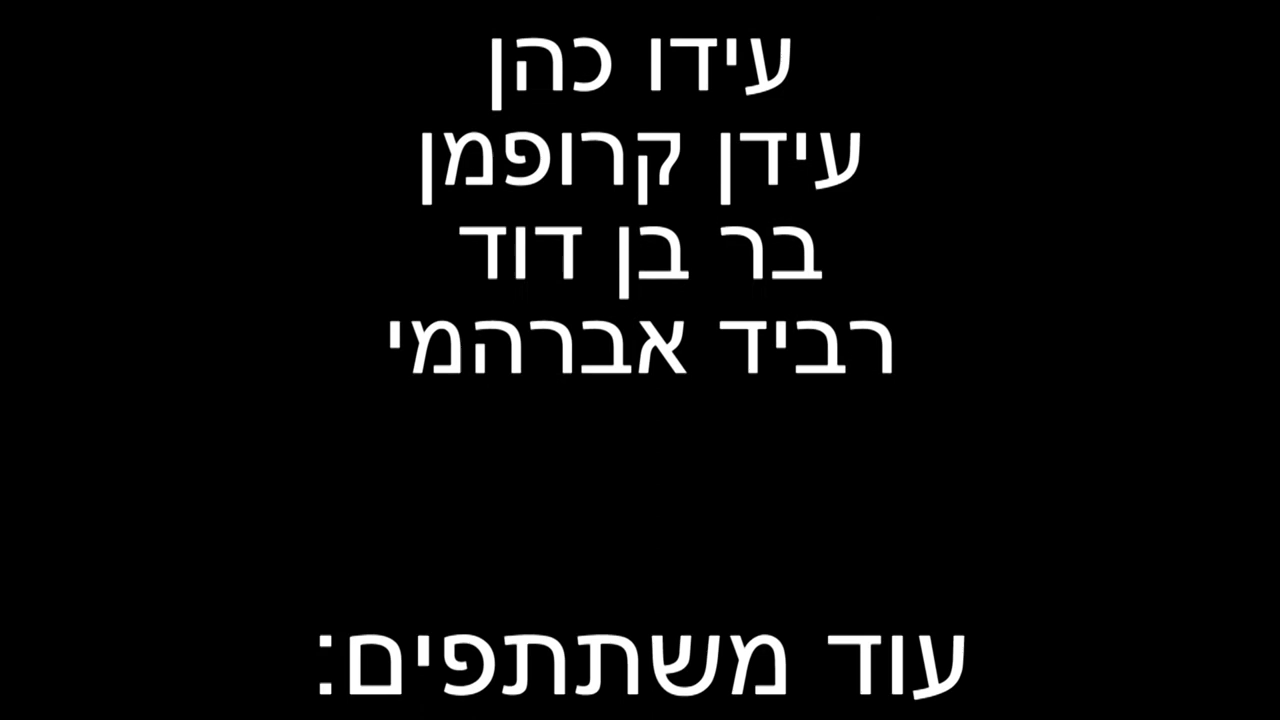 עידו כהן
עידן קרופמן
בר בן דוד
רביד אברהמי
עוד משתתפים: